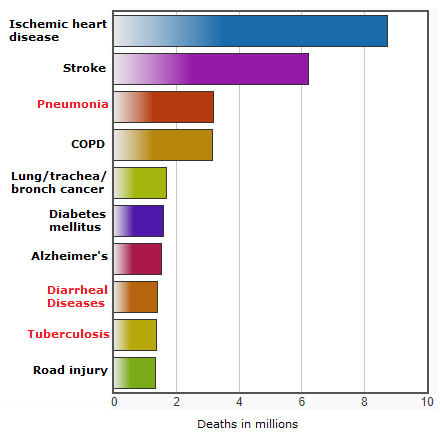 Ischemic heart
disease
Stroke
Pneumonia
COPD
Lung/trachea/
bronch cancer
Diabetes
mellitus
Alzheimer's
Diarrheal
Diseases
Tuberculosis
Road injury
0 2 4 6 8 10
Deaths in millions